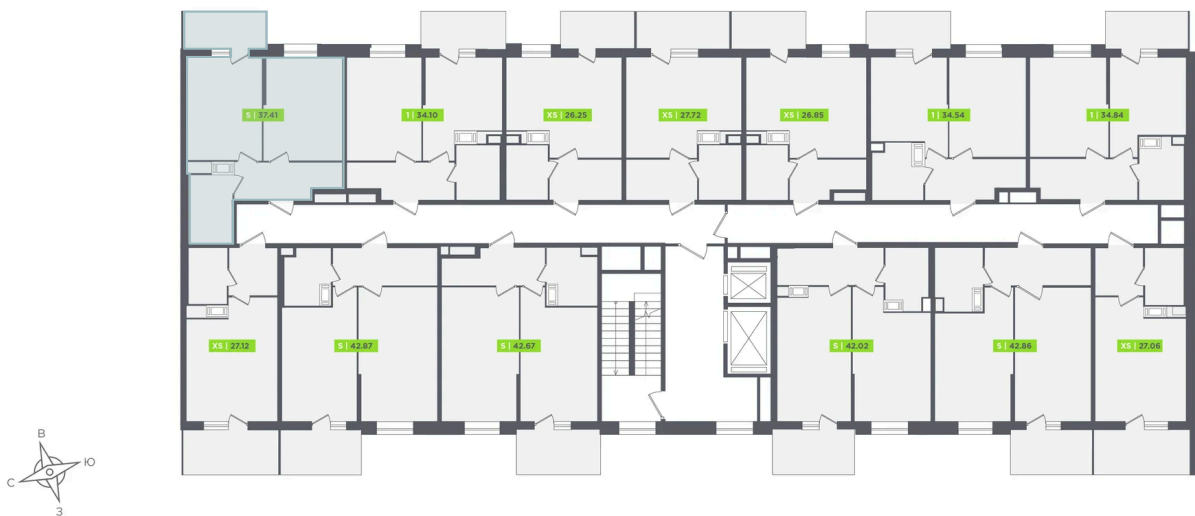 S | 37.41
1 | 34.10
XS | 26.25
XS | 27.72
XS | 26.85
1 | 34.54
1 | 34.84
XS | 27.12
S | 42.87
S | 42.67
S | 42.02
S | 42.86
XS | 27.06
В
Ю
С
З